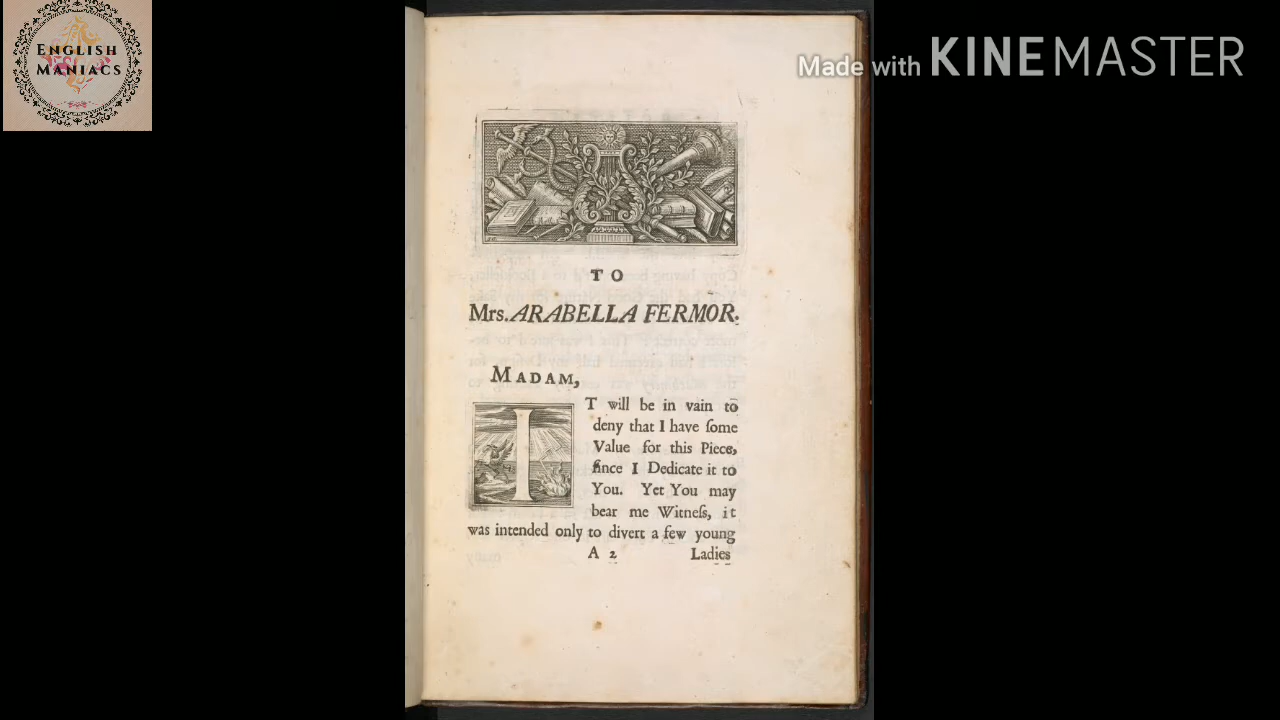 ENGLISH
MANIACS
Made with KINEMASTER
TO
Mrs. ARABELLA FERMOR.
MADAM,
IT will be in vain to
deny that I have ſome
Value for this Piece,
ſince I Dedicate it to
You. Yet You may
bear me Witneſs, it
was intended only to divert a few young
A 2 Ladies